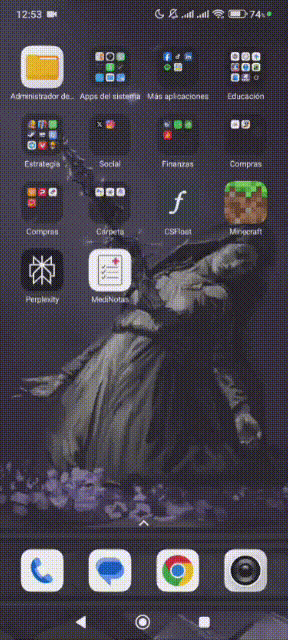 12:53 74%
Administrador de... Apps del sistema Más aplicaciones Educación
Estrategia Social Finanzas Compras
Compras Carpeta CSFloat Minecraft
Perplexity MediNotas